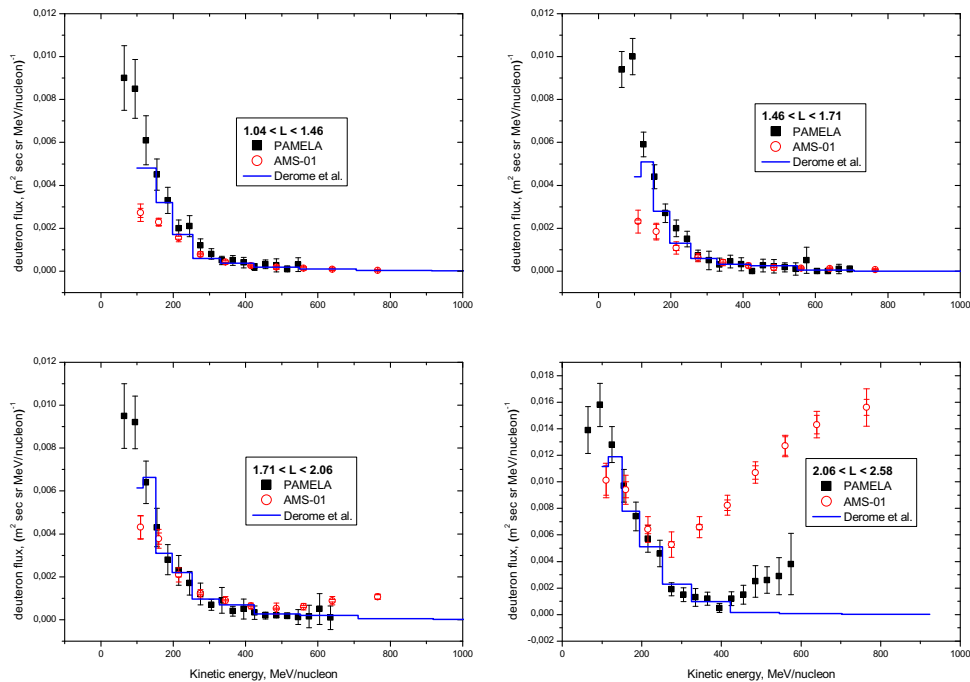 0,012
0,010
0,008
0,006
0,004
0,002
0,000
deuteron flux, (m² sec sr MeV/nucleon)⁻¹
1.04 < L < 1.46
PAMELA
AMS-01
Derome et al.
0 200 400 600 800 1000
0,012
0,010
0,008
0,006
0,004
0,002
0,000
deuteron flux, (m² sec sr MeV/nucleon)⁻¹
1.46 < L < 1.71
PAMELA
AMS-01
Derome et al.
0 200 400 600 800 1000
0,012
0,010
0,008
0,006
0,004
0,002
0,000
deuteron flux, (m² sec sr MeV/nucleon)⁻¹
1.71 < L < 2.06
PAMELA
AMS-01
Derome et al.
0 200 400 600 800 1000
Kinetic energy, MeV/nucleon
0,018
0,016
0,014
0,012
0,010
0,008
0,006
0,004
0,002
0,000
-0,002
deuteron flux, (m² sec sr MeV/nucleon)⁻¹
2.06 < L < 2.58
PAMELA
AMS-01
Derome et al.
0 200 400 600 800 1000
Kinetic energy, MeV/nucleon